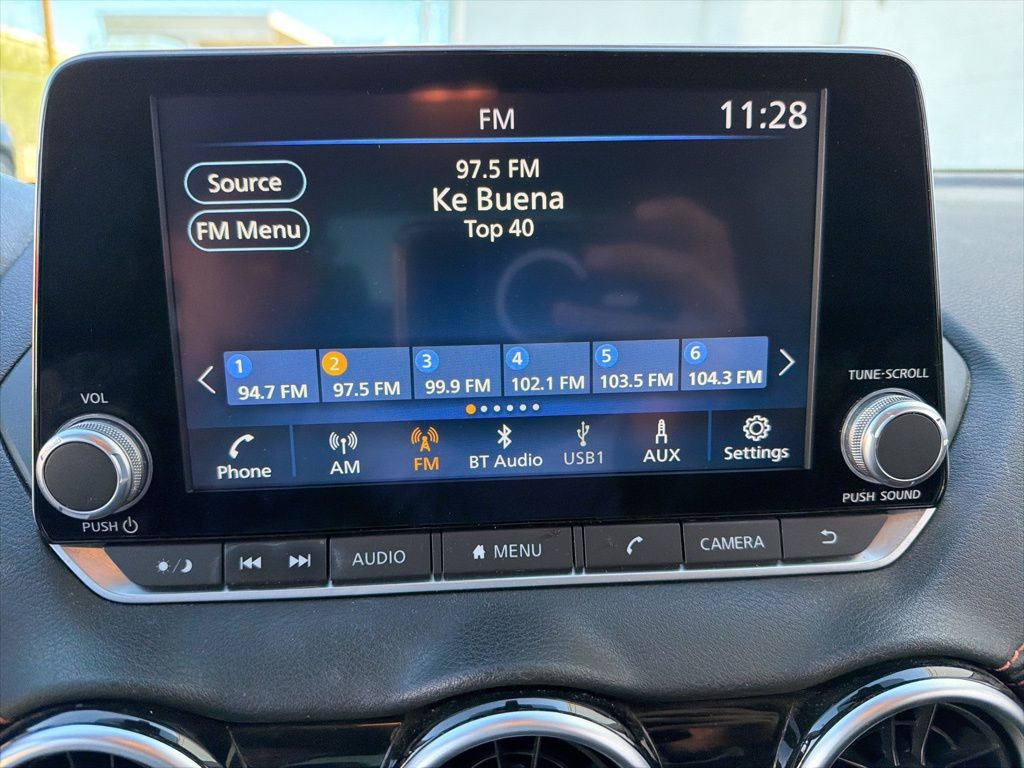 FM
11:28
97.5 FM
Source
Ke Buena
FM Menu
Top 40
1
2
3
4
5
6
94.7 FM
97.5 FM
99.9 FM
102.1 FM
103.5 FM
104.3 FM
Phone
AM
FM
BT Audio
USB1
AUX
Settings
VOL
PUSH
TUNE·SCROLL
PUSH SOUND
AUDIO
MENU
CAMERA